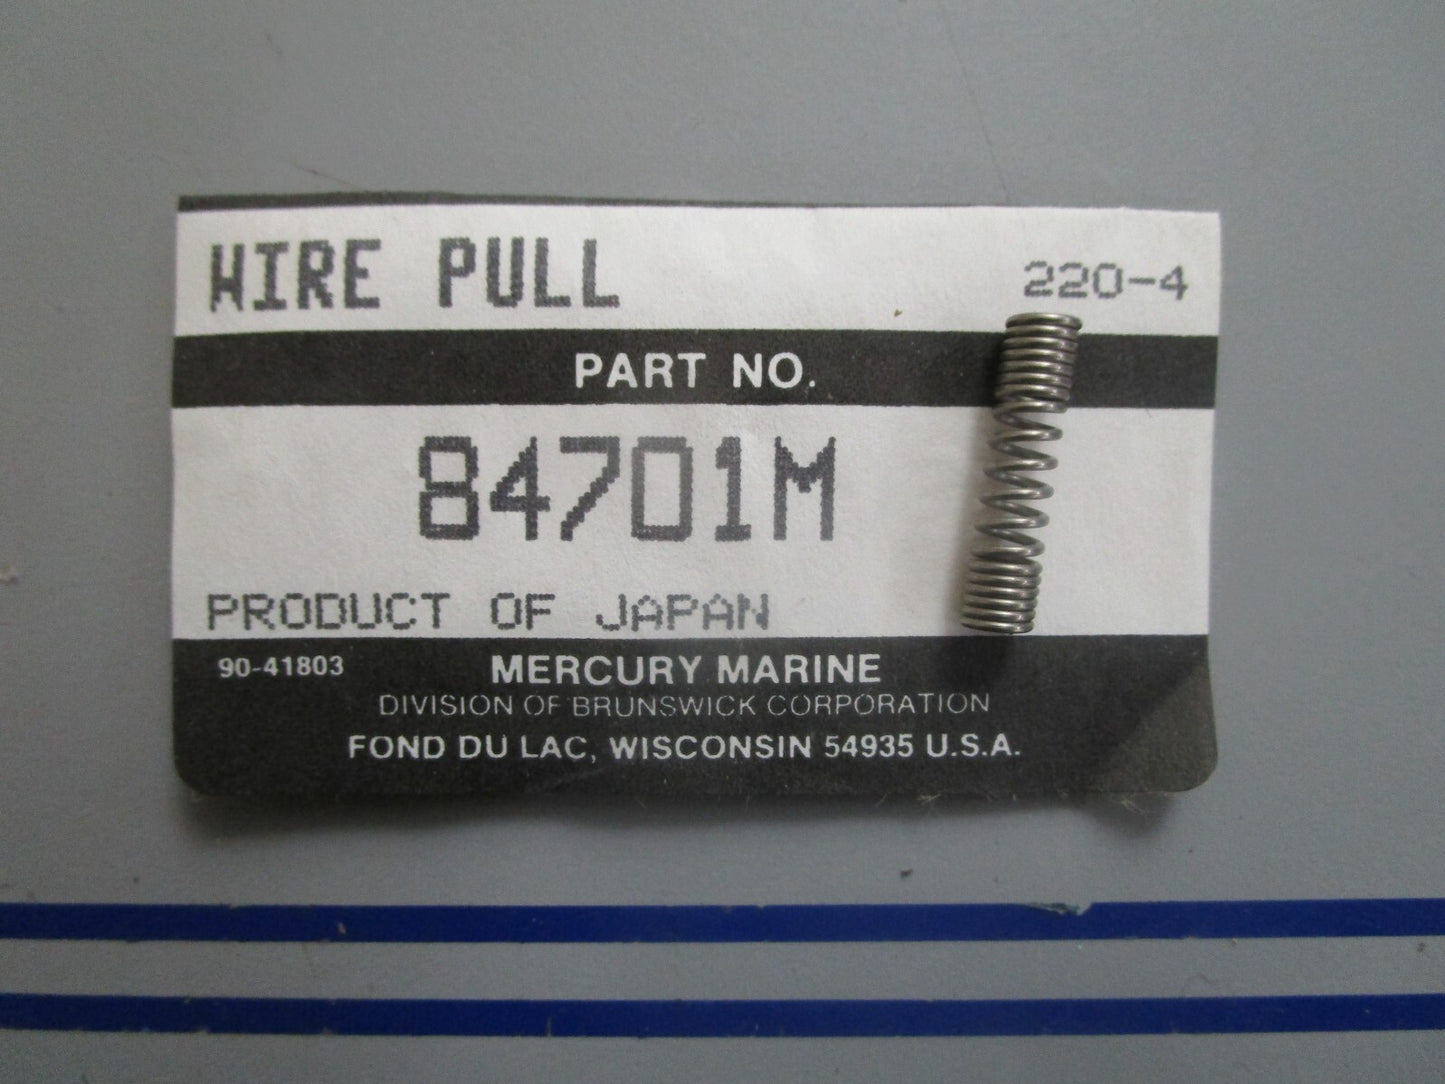 WIRE PULL
220-4
PART NO.
84701M
PRODUCT OF JAPAN
90-41803
MERCURY MARINE
DIVISION OF BRUNSWICK CORPORATION
FOND DU LAC, WISCONSIN 54935 U.S.A.